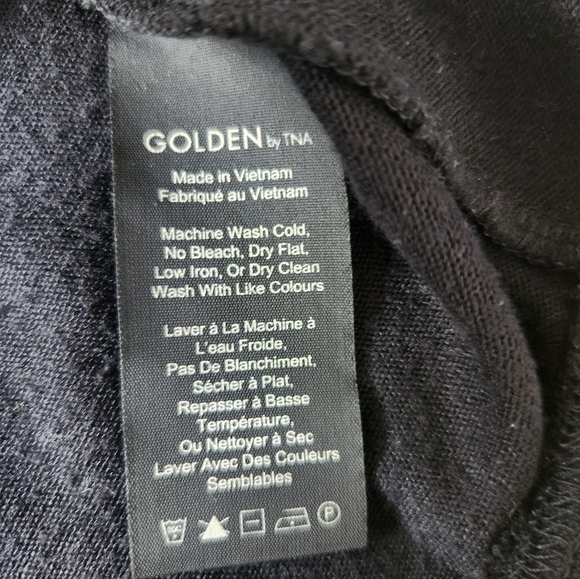 GOLDEN by TNA
Made in Vietnam
Fabriqué au Vietnam
Machine Wash Cold,
No Bleach, Dry Flat,
Low Iron, Or Dry Clean
Wash With Like Colours
Laver à La Machine à
L'eau Froide,
Pas De Blanchiment,
Sécher à Plat,
Repasser à Basse
Température,
Ou Nettoyer à Sec
Laver Avec Des Couleurs
Semblables
P